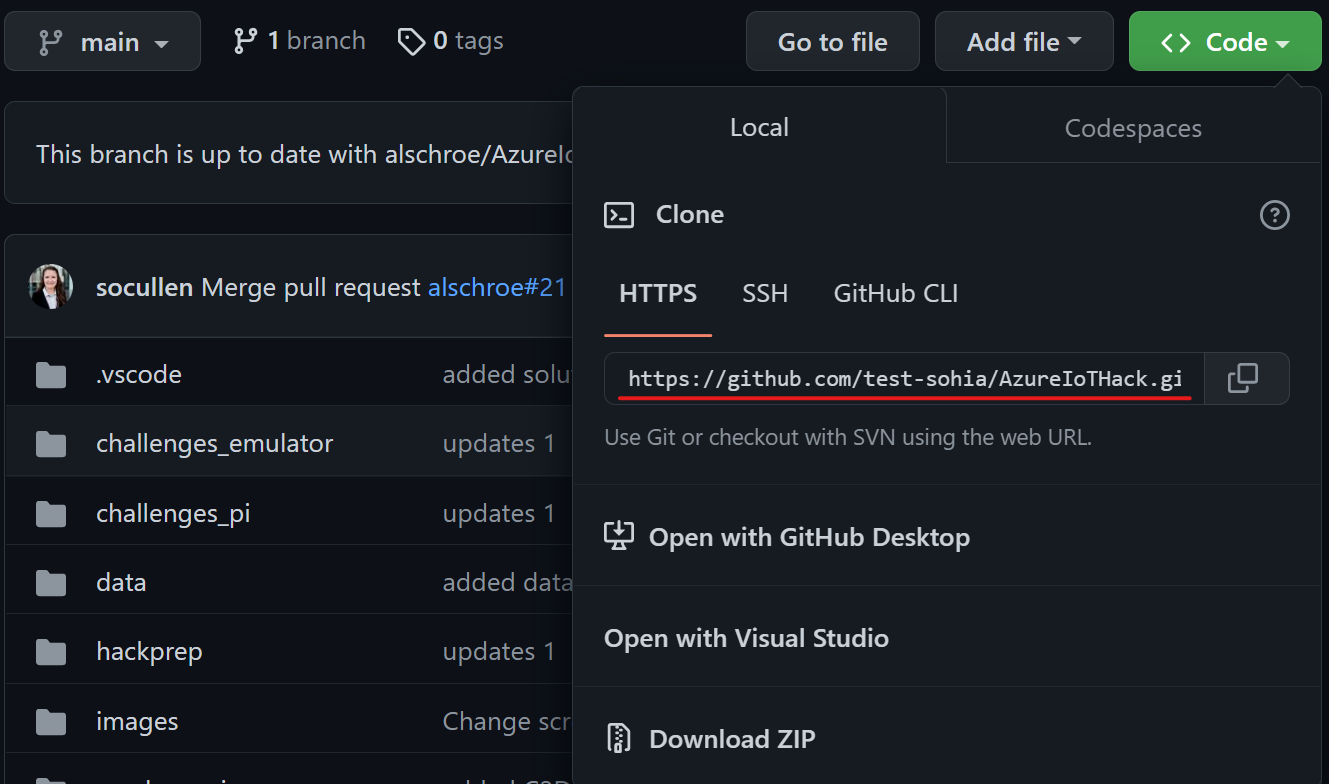 main
1 branch
0 tags
Go to file
Add file
Code
This branch is up to date with alschroe/AzureIo
Local
Codespaces
Clone
HTTPS
SSH
GitHub CLI
https://github.com/test-sohia/AzureIoTHack.gi
Use Git or checkout with SVN using the web URL.
Open with GitHub Desktop
Open with Visual Studio
Download ZIP
socullen Merge pull request alschroe#21
.vscode added solu
challenges_emulator updates 1
challenges_pi updates 1
data added data
hackprep updates 1
images Change scr